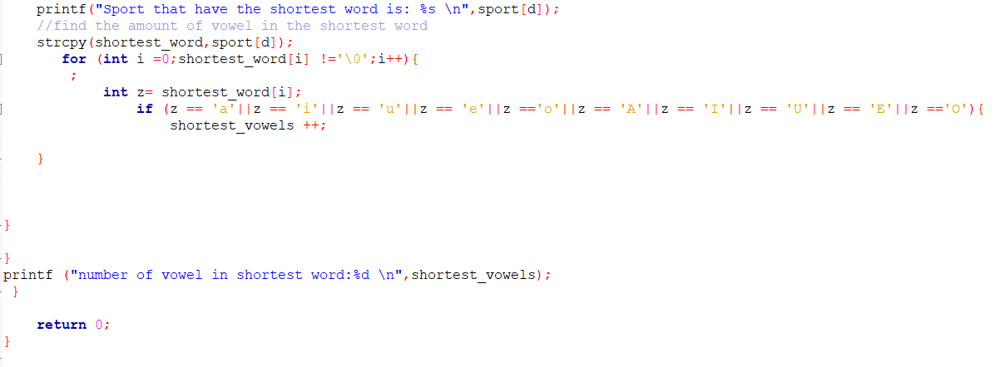 printf("Sport that have the shortest word is: %s \n",sport[d]);
//find the amount of vowel in the shortest word
strcpy(shortest_word,sport[d]);
for (int i =0;shortest_word[i] !='\0';i++){
;
int z= shortest_word[i];
if (z == 'a'||z == 'i'||z == 'u'||z == 'e'||z =='o'||z == 'A'||z == 'I'||z == 'U'||z == 'E'||z =='O'){
shortest_vowels ++;
}
}
}
printf ("number of vowel in shortest word:%d \n",shortest_vowels);
}
return 0;
}